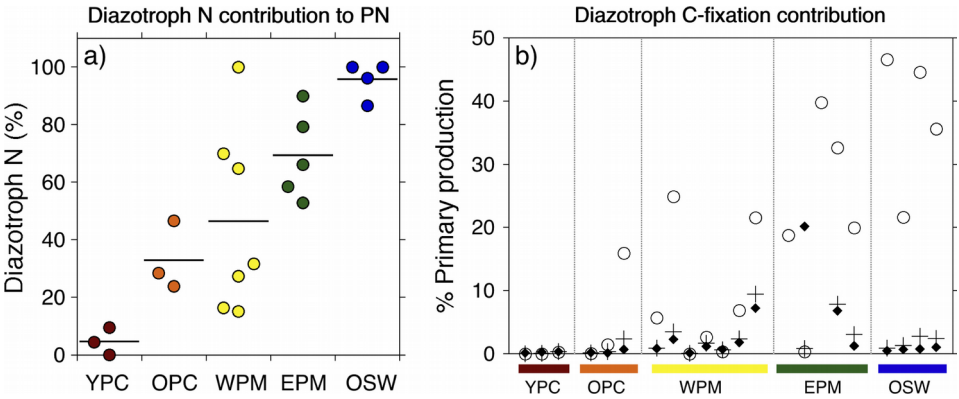 Diazotroph N contribution to PN
Diazotroph C-fixation contribution
a)
Diazotroph N (%)
100
80
60
40
20
0
YPC OPC WPM EPM OSW
b)
% Primary production
50
40
30
20
10
0
YPC OPC WPM EPM OSW